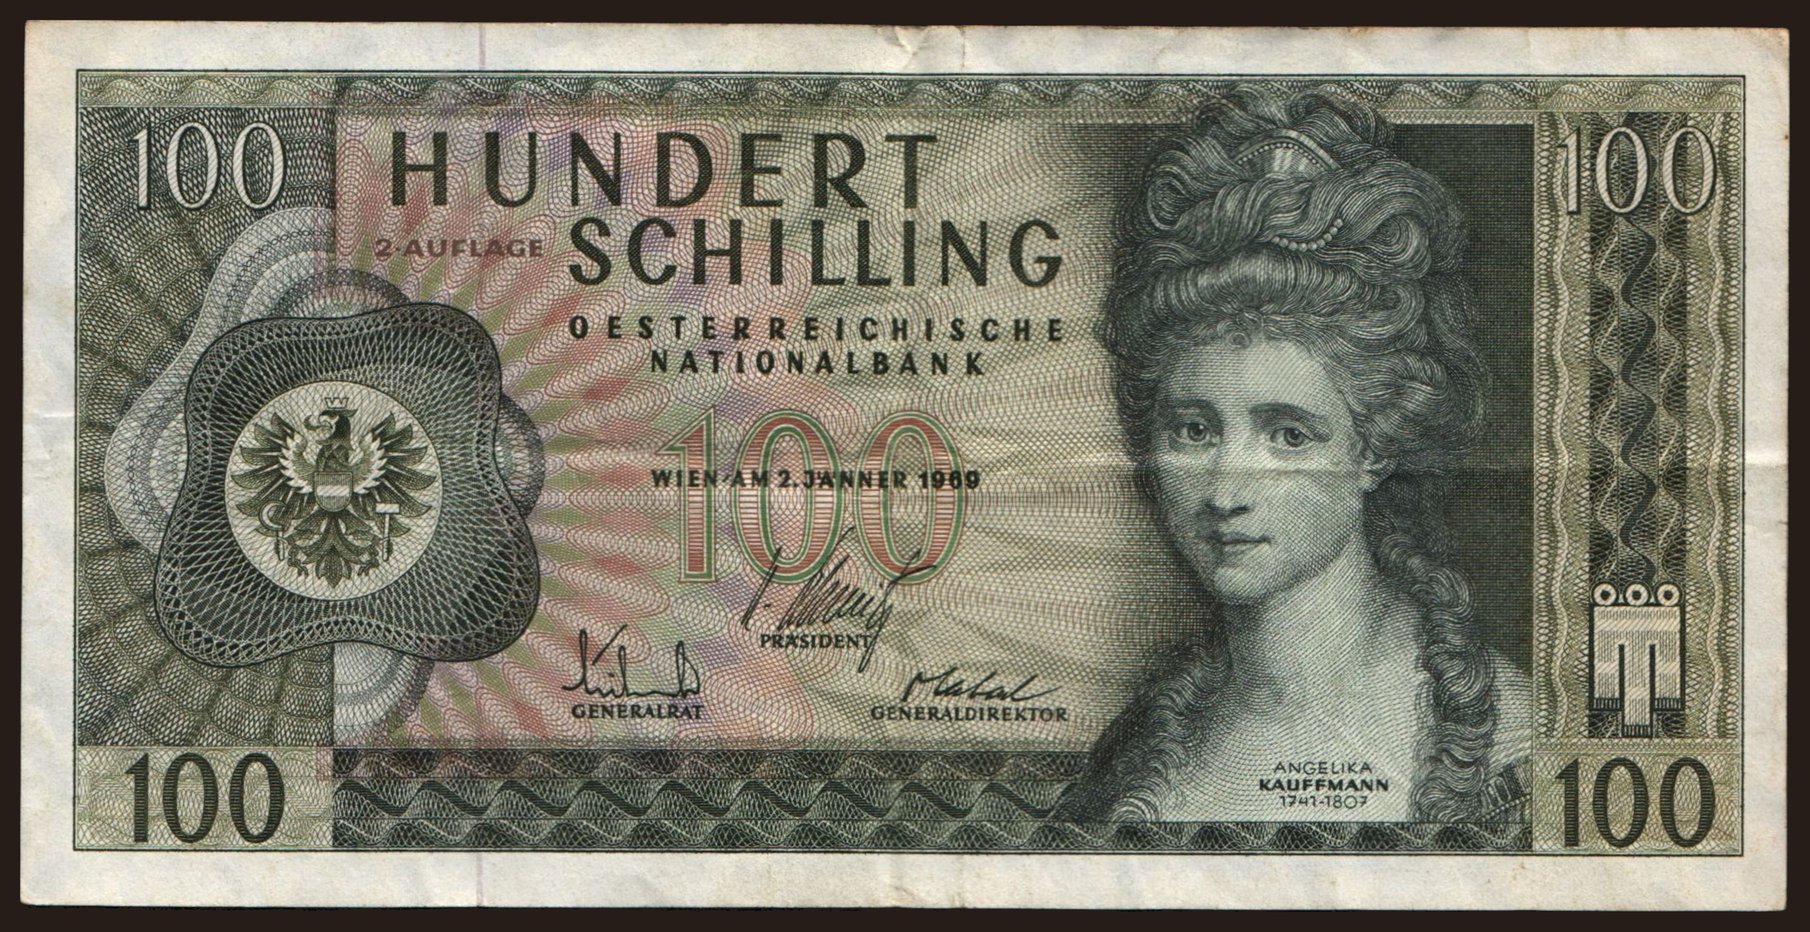 100
HUNDERT
100
2·AUFLAGE
SCHILLING
OESTERREICHISCHE
NATIONALBANK
100
WIEN AM 2. JÄNNER 1969
PRÄSIDENT
GENERALRAT
GENERALDIREKTOR
ANGELIKA
KAUFFMANN
1741-1807
100
100